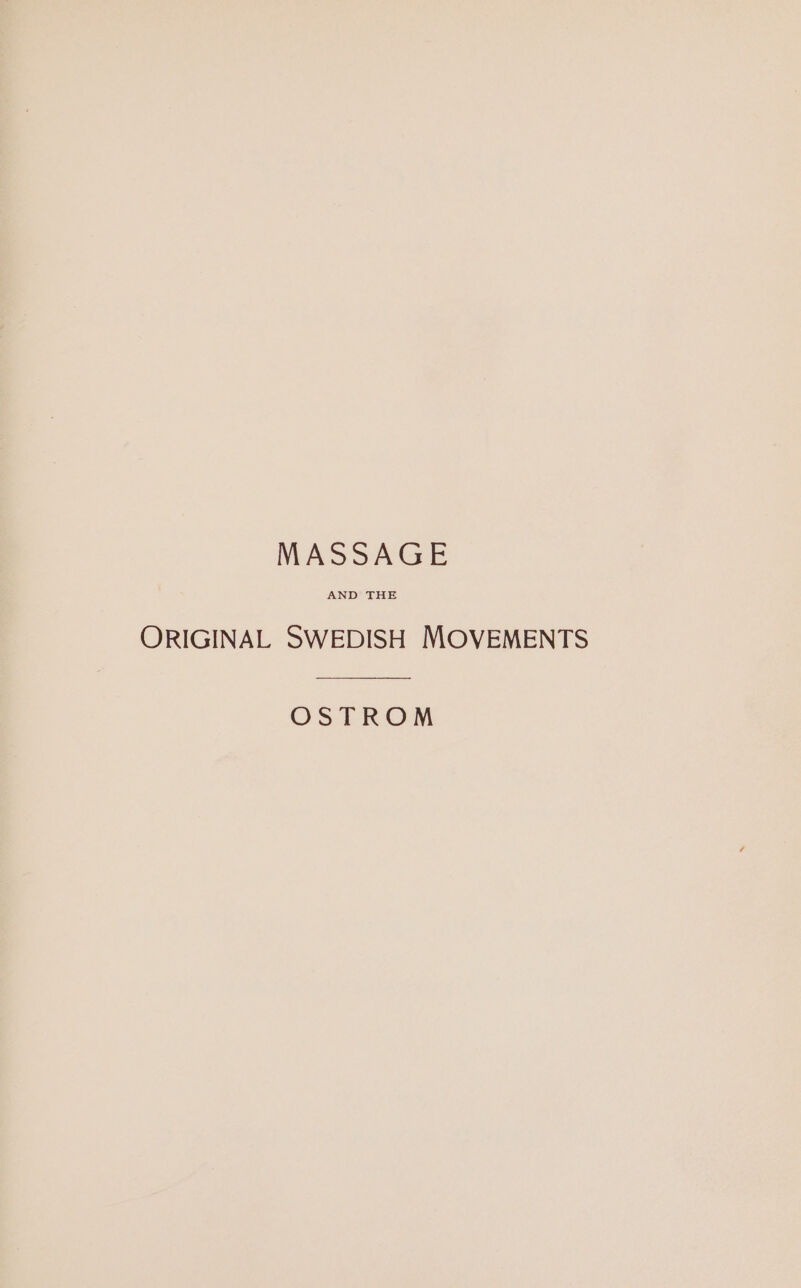 MASSAGE
AND THE
ORIGINAL SWEDISH MOVEMENTS
OSTROM